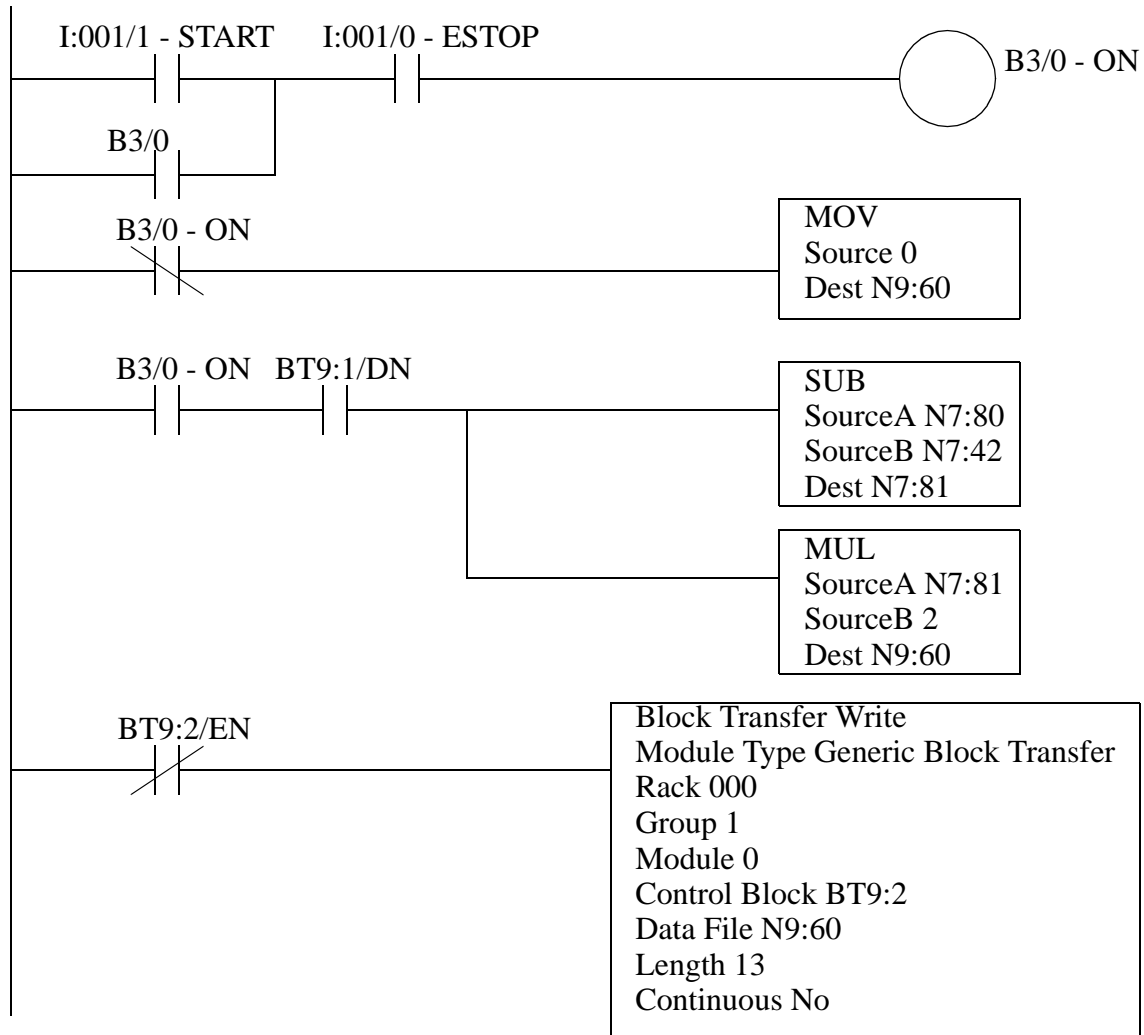 I:001/1 - START I:001/0 - ESTOP
B3/0 - ON
B3/0
B3/0 - ON
MOV
Source 0
Dest N9:60
B3/0 - ON BT9:1/DN
SUB
SourceA N7:80
SourceB N7:42
Dest N7:81
MUL
SourceA N7:81
SourceB 2
Dest N9:60
BT9:2/EN
Block Transfer Write
Module Type Generic Block Transfer
Rack 000
Group 1
Module 0
Control Block BT9:2
Data File N9:60
Length 13
Continuous No